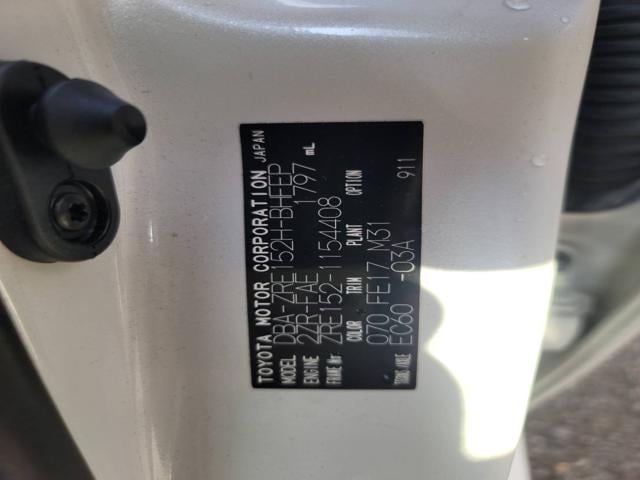 TOYOTA MOTOR CORPORATION JAPAN
MODEL DBA-ZRE152H-BHFEP
ENGINE 2ZR-FAE 1797 mL
FRAME No. ZRE152-1154408
COLOR TRIM PLANT OPTION
070 FE17 M31
TRANS./AXLE EC60 -03A 911